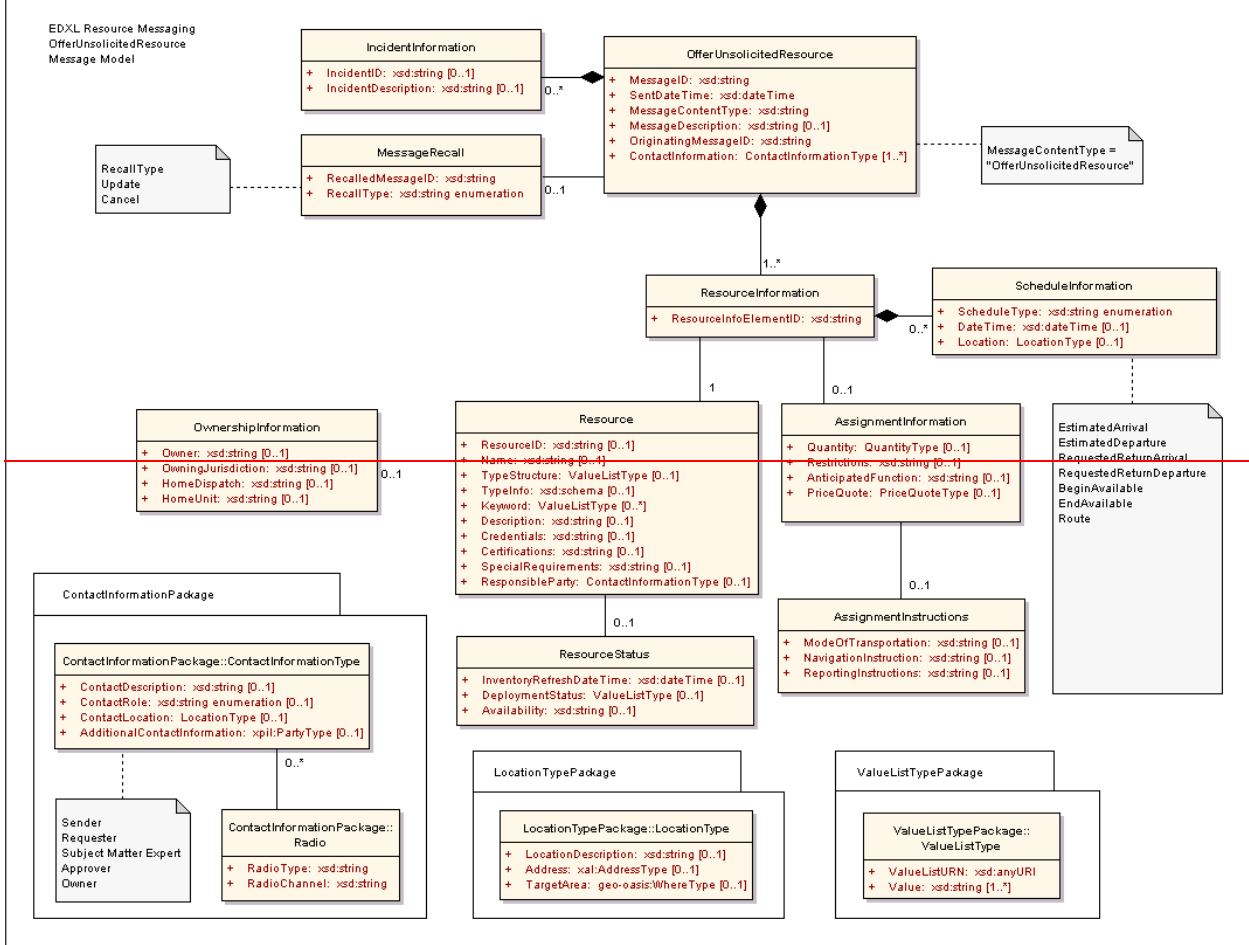 EDXL Resource Messaging
OfferUnsolicitedResource
Message Model
IncidentInformation
+ IncidentID: xsd:string [0..1]
+ IncidentDescription: xsd:string [0..1]
0..*
OfferUnsolicitedResource
+ MessageID: xsd:string
+ SentDateTime: xsd:dateTime
+ MessageContentType: xsd:string
+ MessageDescription: xsd:string [0..1]
+ OriginatingMessageID: xsd:string
+ ContactInformation: ContactInformationType [1..*]
MessageContentType =
"OfferUnsolicitedResource"
RecallType
Update
Cancel
MessageRecall
+ RecalledMessageID: xsd:string
+ RecallType: xsd:string enumeration
0..1
1..*
ResourceInformation
+ ResourceInfoElementID: xsd:string
0..*
ScheduleInformation
+ ScheduleType: xsd:string enumeration
+ DateTime: xsd:dateTime [0..1]
+ Location: LocationType [0..1]
1
0..1
OwnershipInformation
+ Owner: xsd:string [0..1]
+ OwningJurisdiction: xsd:string [0..1]
+ HomeDispatch: xsd:string [0..1]
+ HomeUnit: xsd:string [0..1]
0..1
Resource
+ ResourceID: xsd:string [0..1]
+ Name: xsd:string [0..1]
+ TypeStructure: ValueListType [0..1]
+ TypeInfo: xsd:schema [0..1]
+ Keyword: ValueListType [0..*]
+ Description: xsd:string [0..1]
+ Credentials: xsd:string [0..1]
+ Certifications: xsd:string [0..1]
+ SpecialRequirements: xsd:string [0..1]
+ ResponsibleParty: ContactInformationType [0..1]
AssignmentInformation
+ Quantity: QuantityType [0..1]
+ Restrictions: xsd:string [0..1]
+ AnticipatedFunction: xsd:string [0..1]
+ PriceQuote: PriceQuoteType [0..1]
EstimatedArrival
EstimatedDeparture
RequestedReturnArrival
RequestedReturnDeparture
BeginAvailable
EndAvailable
Route
0..1
0..1
AssignmentInstructions
+ ModeOfTransportation: xsd:string [0..1]
+ NavigationInstruction: xsd:string [0..1]
+ ReportingInstructions: xsd:string [0..1]
ResourceStatus
+ InventoryRefreshDateTime: xsd:dateTime [0..1]
+ DeploymentStatus: ValueListType [0..1]
+ Availability: xsd:string [0..1]
ContactInformationPackage
ContactInformationPackage::ContactInformationType
+ ContactDescription: xsd:string [0..1]
+ ContactRole: xsd:string enumeration [0..1]
+ ContactLocation: LocationType [0..1]
+ AdditionalContactInformation: xpil:PartyType [0..1]
0..*
Sender
Requester
Subject Matter Expert
Approver
Owner
ContactInformationPackage::
Radio
+ RadioType: xsd:string
+ RadioChannel: xsd:string
LocationTypePackage
LocationTypePackage::LocationType
+ LocationDescription: xsd:string [0..1]
+ Address: xal:AddressType [0..1]
+ TargetArea: geo-oasis:WhereType [0..1]
ValueListTypePackage
ValueListTypePackage::
ValueListType
+ ValueListURN: xsd:anyURI
+ Value: xsd:string [1..*]